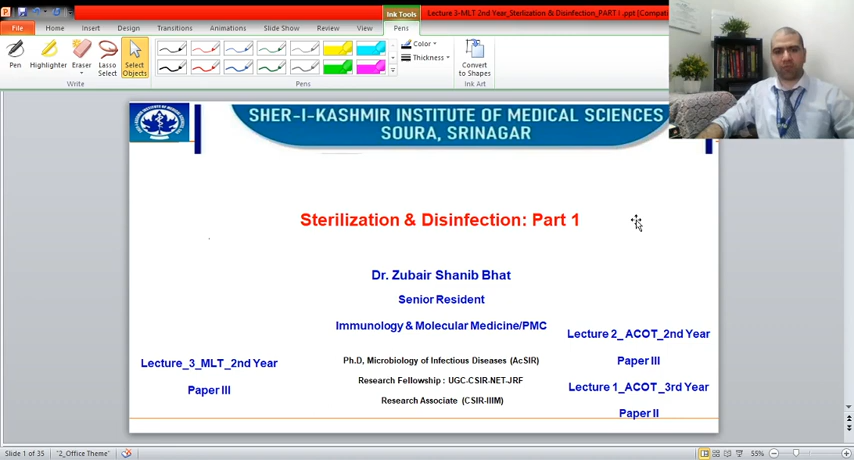 Ink Tools
Lecture 3-MLT 2nd Year_Sterlization & Disinfection_PART 1.ppt [Compati
File
Home
Insert
Design
Transitions
Animations
Slide Show
Review
View
Pens
Pen
Highlighter
Eraser
Lasso
Select
Select
Objects
Color
Thickness
Convert
to Shapes
Write
Pens
Ink Art
SHER-I-KASHMIR INSTITUTE OF MEDICAL SCIENCES
SOURA, SRINAGAR
Sterilization & Disinfection: Part 1
Dr. Zubair Shanib Bhat
Senior Resident
Immunology & Molecular Medicine/PMC
Ph.D, Microbiology of Infectious Diseases (AcSIR)
Research Fellowship : UGC-CSIR-NET-JRF
Research Associate (CSIR-IIIM)
Lecture_3_MLT_2nd Year
Paper III
Lecture 2_ ACOT_2nd Year
Paper III
Lecture 1_ACOT_3rd Year
Paper II
Slide 1 of 35
"2_Office Theme"
55%